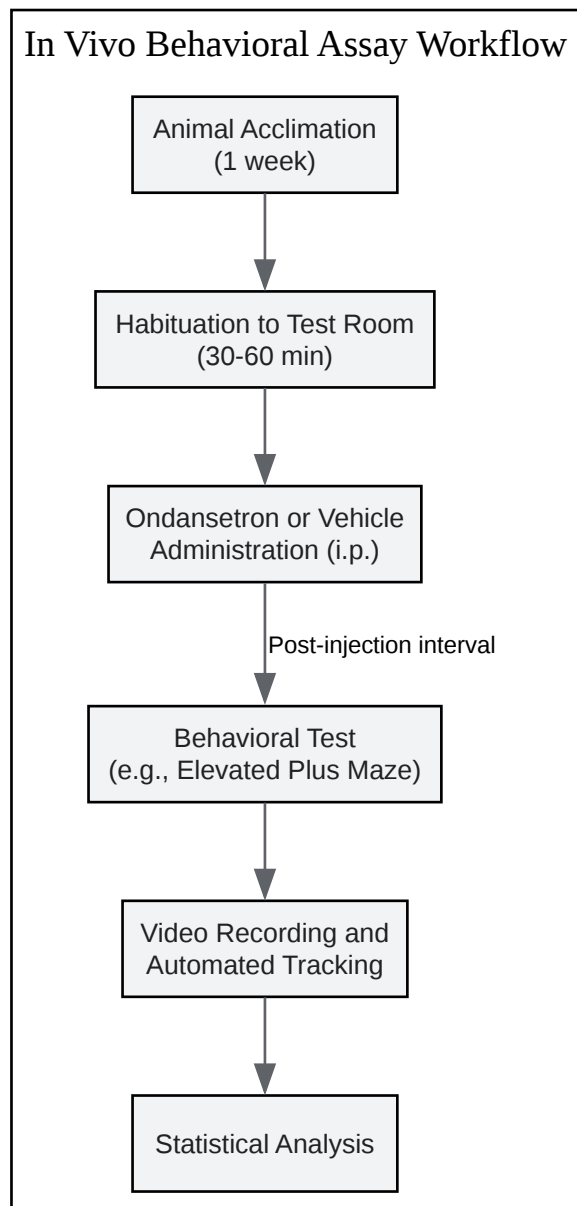 In Vivo Behavioral Assay Workflow
Animal Acclimation
(1 week)
Habituation to Test Room
(30-60 min)
Ondansetron or Vehicle
Administration (i.p.)
Post-injection interval
Behavioral Test
(e.g., Elevated Plus Maze)
Video Recording and
Automated Tracking
Statistical Analysis